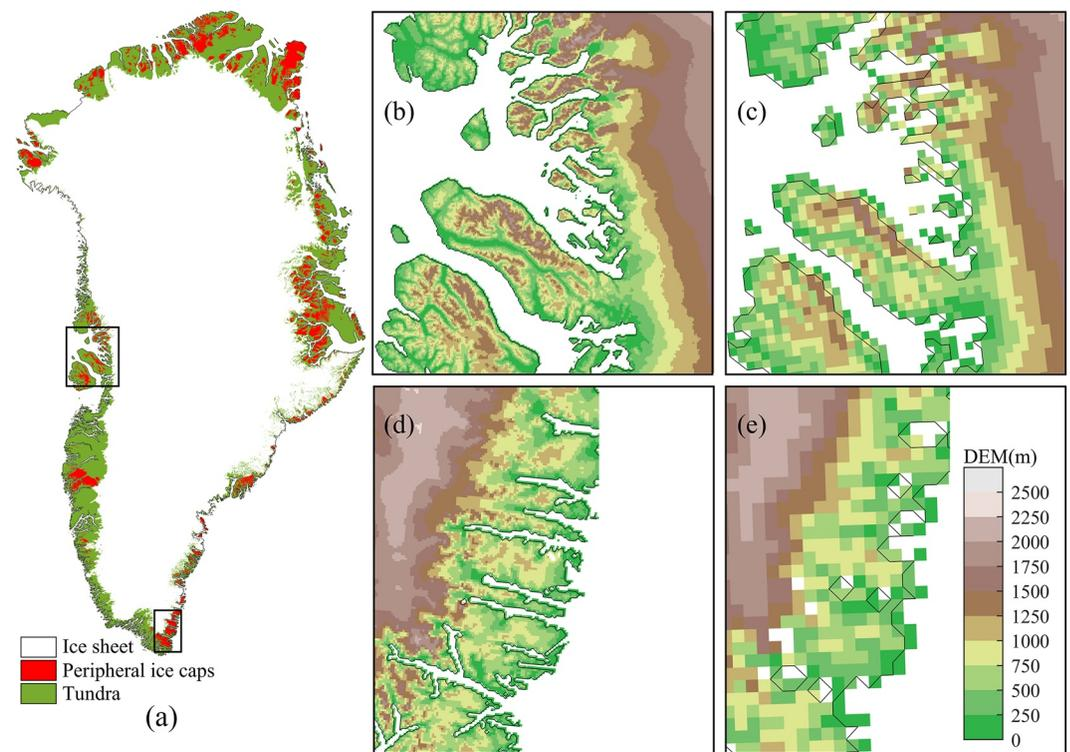 (b)
(c)
(d)
(e)
DEM(m)
2500
2250
2000
1750
1500
1250
1000
750
500
250
0
Ice sheet
Peripheral ice caps
Tundra
(a)